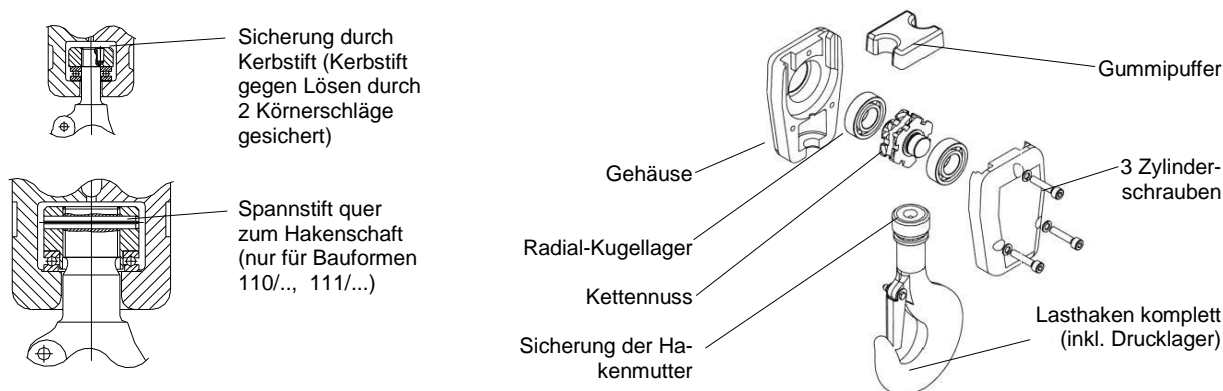 Sicherung durch
Kerbstift (Kerbstift
gegen Lösen durch
2 Körnerschläge
gesichert)
Spannstift quer
zum Hakenschaft
(nur für Bauformen
110/.., 111/...)
Gummipuffer
Gehäuse
3 Zylinder-
schrauben
Radial-Kugellager
Kettennuss
Lasthaken komplett
(inkl. Drucklager)
Sicherung der Ha-
kenmutter